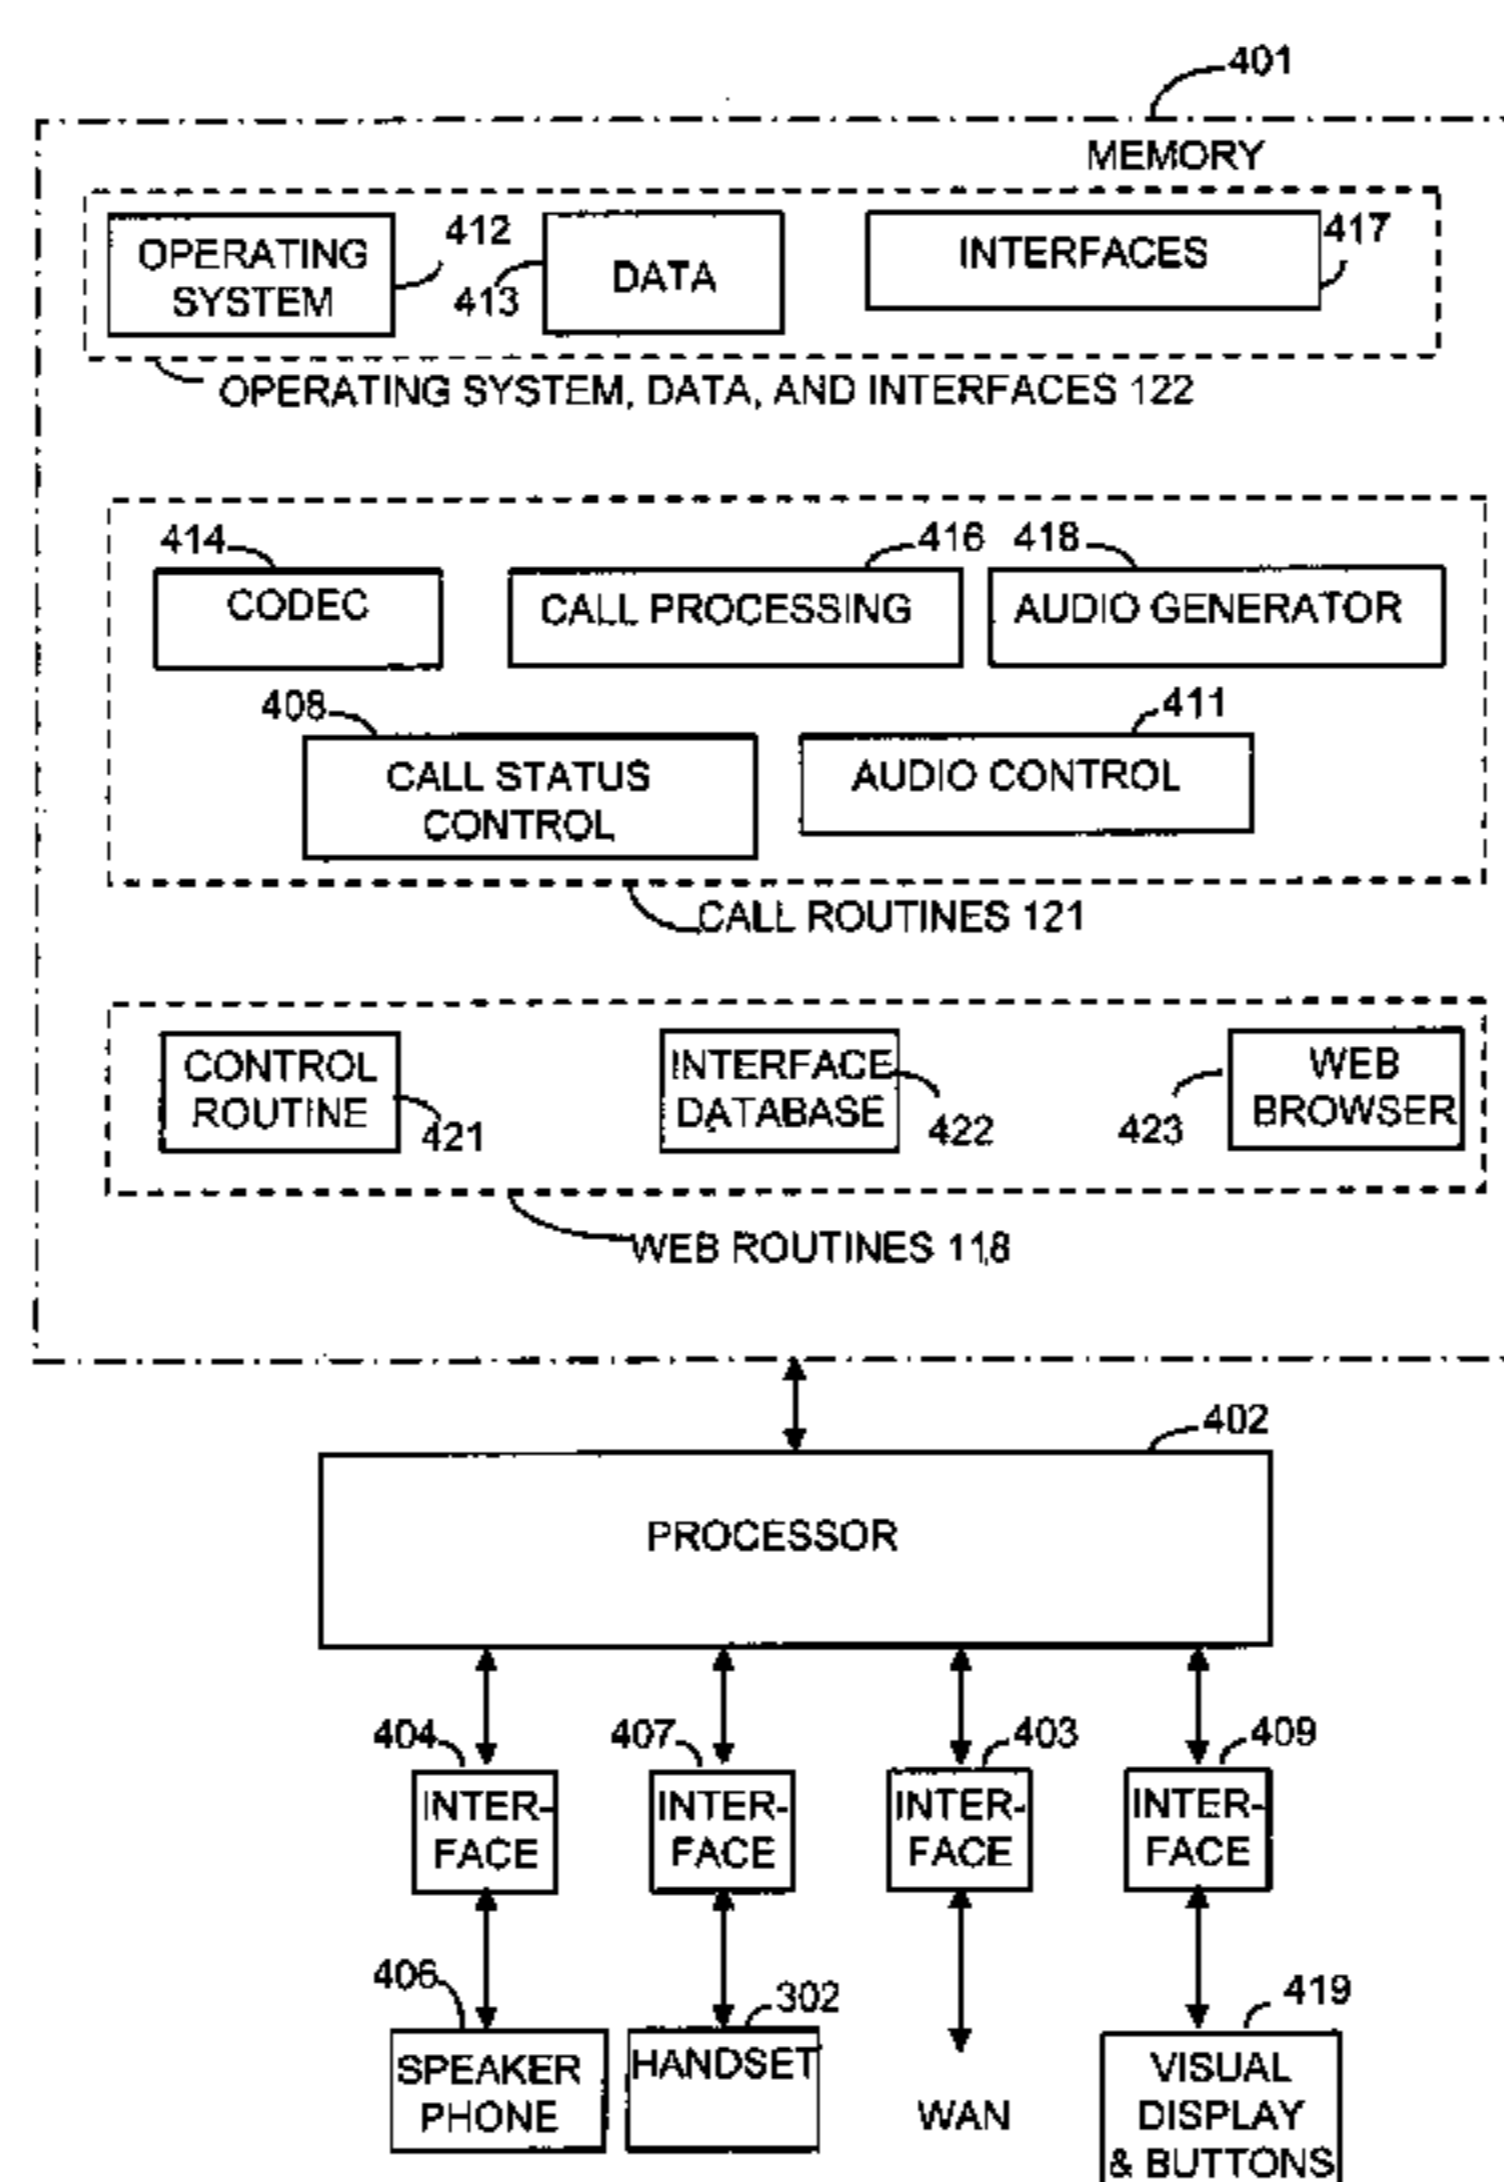 401
MEMORY
OPERATING
SYSTEM
412
413
DATA
INTERFACES
417
OPERATING SYSTEM, DATA, AND INTERFACES 122
414
416
418
CODEC
CALL PROCESSING
AUDIO GENERATOR
408
411
CALL STATUS
CONTROL
AUDIO CONTROL
CALL ROUTINES 121
CONTROL
ROUTINE
421
INTERFACE
DATABASE
422
423
WEB
BROWSER
WEB ROUTINES 118
402
PROCESSOR
404
407
403
409
INTER-
FACE
INTER-
FACE
INTER-
FACE
INTER-
FACE
406
302
419
SPEAKER
PHONE
HANDSET
WAN
VISUAL
DISPLAY
& BUTTONS